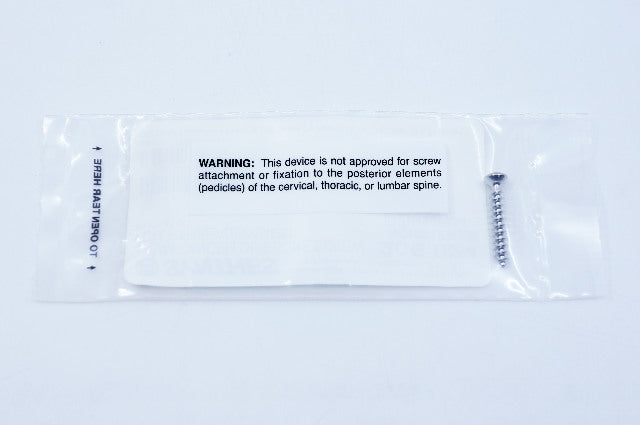 TO OPEN TEAR HERE
WARNING: This device is not approved for screw
attachment or fixation to the posterior elements
(pedicles) of the cervical, thoracic, or lumbar spine.